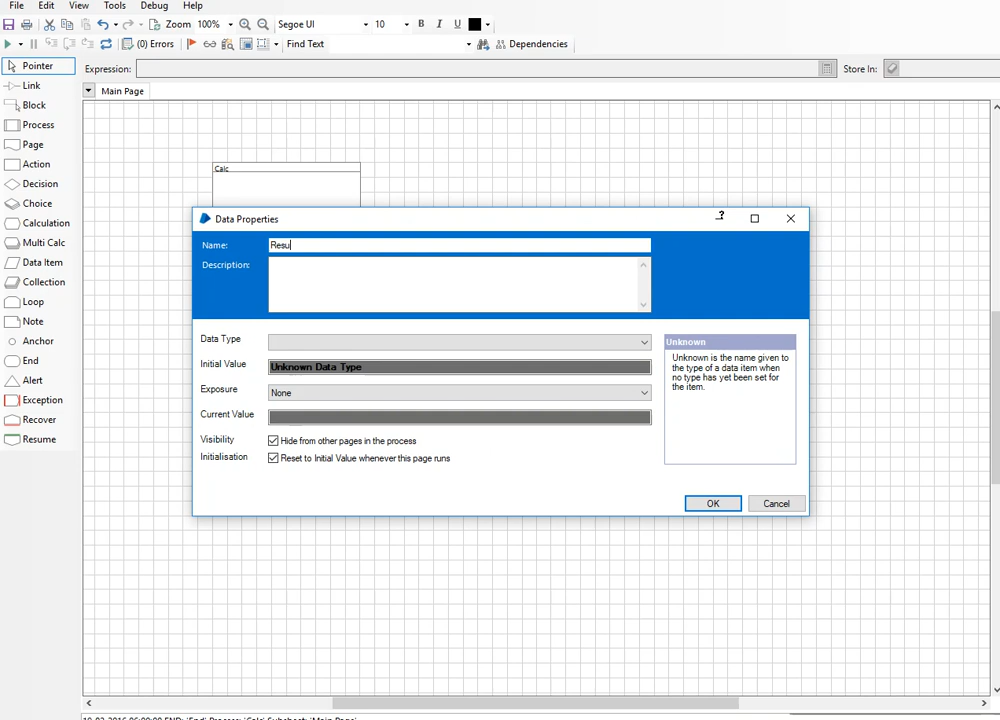 File Edit View Tools Debug Help
Zoom 100% Segoe UI 10 B I U
(0) Errors Find Text Dependencies
Pointer
Expression: Store In:
Link
Main Page
Block
Process
Page
Action
Calc
Decision
Choice
Calculation
Multi Calc
Data Item
Collection
Loop
Note
Anchor
End
Alert
Exception
Recover
Resume
Data Properties
Name: Resu
Description:
Data Type
Initial Value Unknown Data Type
Exposure None
Current Value
Visibility Hide from other pages in the process
Initialisation Reset to Initial Value whenever this page runs
Unknown
Unknown is the name given to
the type of a data item when
no type has yet been set for
the item.
OK Cancel